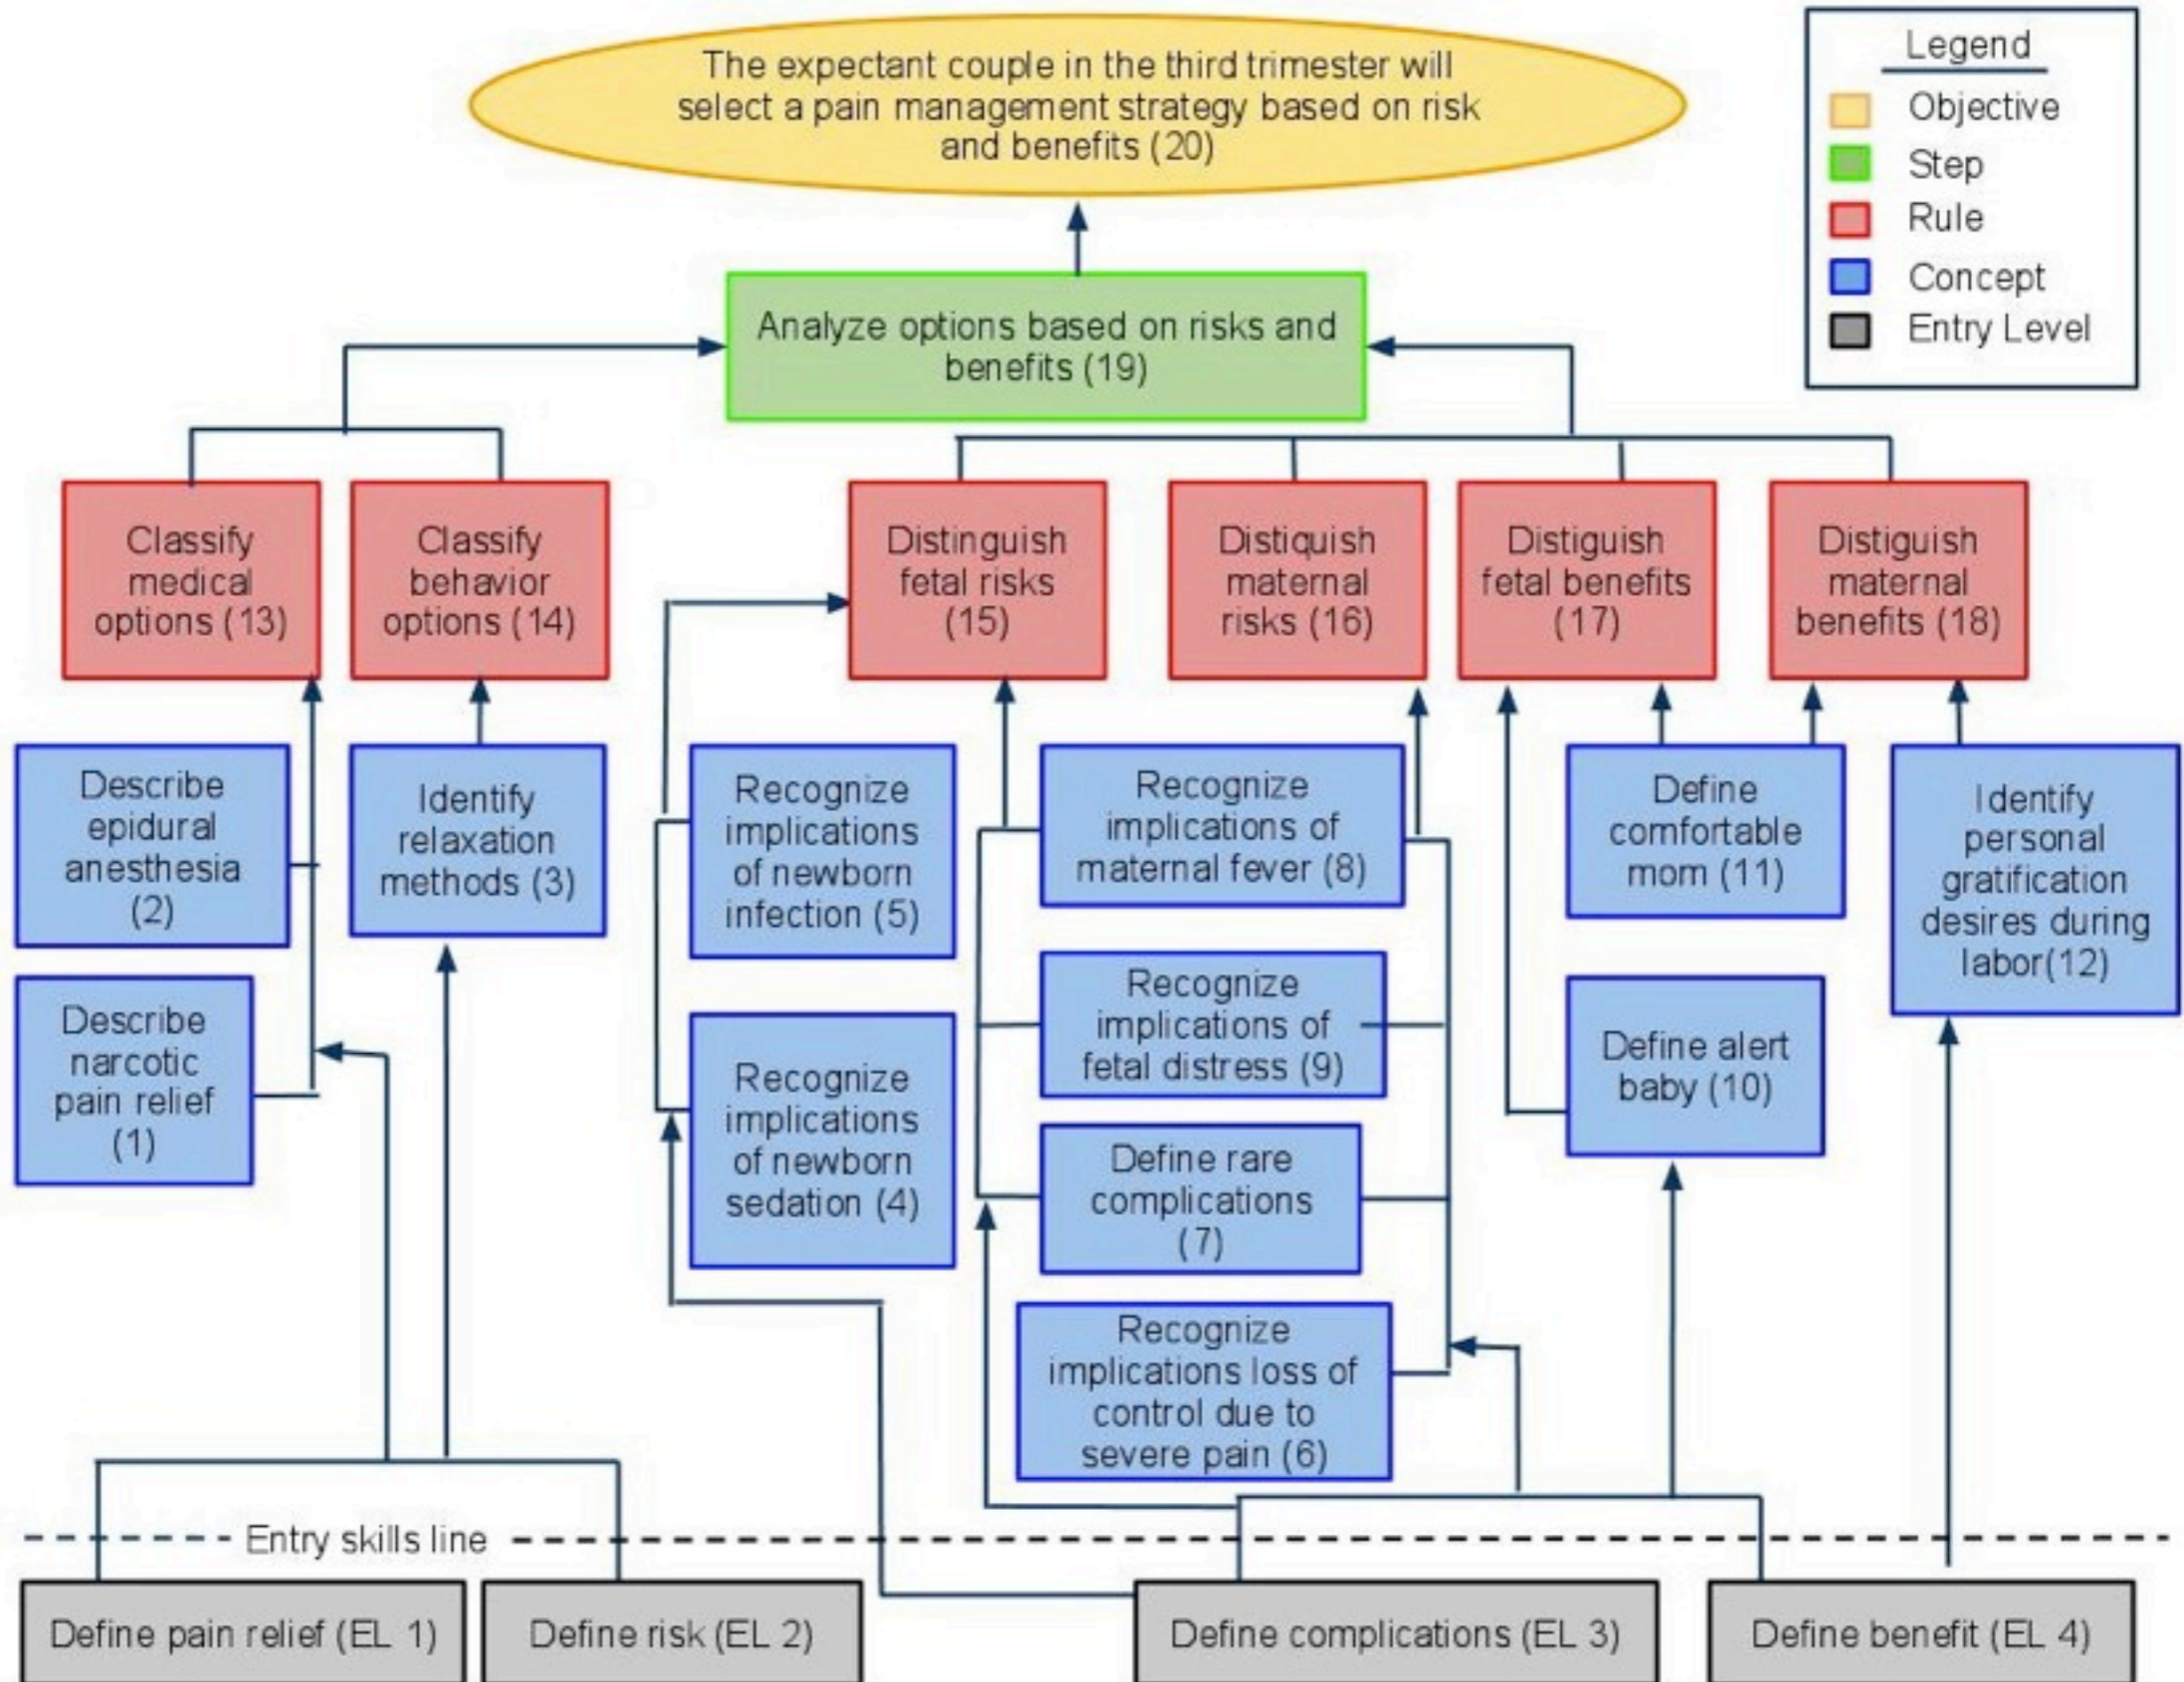 The expectant couple in the third trimester will
select a pain management strategy based on risk
and benefits (20)
Legend
Objective
Step
Rule
Concept
Entry Level
Analyze options based on risks and
benefits (19)
Classify
medical
options (13)
Classify
behavior
options (14)
Distinguish
fetal risks
(15)
Distiquish
maternal
risks (16)
Distiguish
fetal benefits
(17)
Distiguish
maternal
benefits (18)
Describe
epidural
anesthesia
(2)
Identify
relaxation
methods (3)
Recognize
implications
of newborn
infection (5)
Recognize
implications of
maternal fever (8)
Define
comfortable
mom (11)
Identify
personal
gratification
desires during
labor(12)
Describe
narcotic
pain relief
(1)
Recognize
implications
of newborn
sedation (4)
Recognize
implications of
fetal distress (9)
Define alert
baby (10)
Define rare
complications
(7)
Recognize
implications loss of
control due to
severe pain (6)
Entry skills line
Define pain relief (EL 1)
Define risk (EL 2)
Define complications (EL 3)
Define benefit (EL 4)